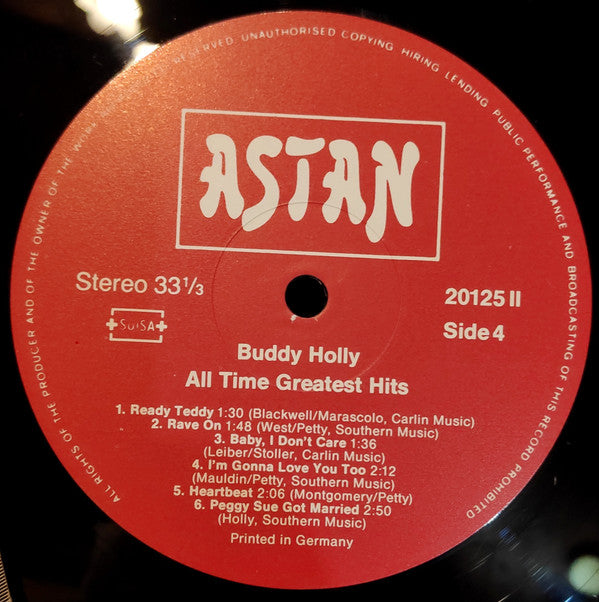 ALL RIGHTS OF THE PRODUCER AND OF THE OWNER OF THE WORK RESERVED. UNAUTHORISED COPYING HIRING LENDING PUBLIC PERFORMANCE AND BROADCASTING OF THIS RECORD PROHIBITED
ASTAN
Stereo 33 1/3
20125 II
SUISA
Side 4
Buddy Holly
All Time Greatest Hits
1. Ready Teddy 1:30 (Blackwell/Marascolo, Carlin Music)
2. Rave On 1:48 (West/Petty, Southern Music)
3. Baby, I Don't Care 1:36
(Leiber/Stoller, Carlin Music)
4. I'm Gonna Love You Too 2:12
(Mauldin/Petty, Southern Music)
5. Heartbeat 2:06 (Montgomery/Petty)
6. Peggy Sue Got Married 2:50
(Holly, Southern Music)
Printed in Germany